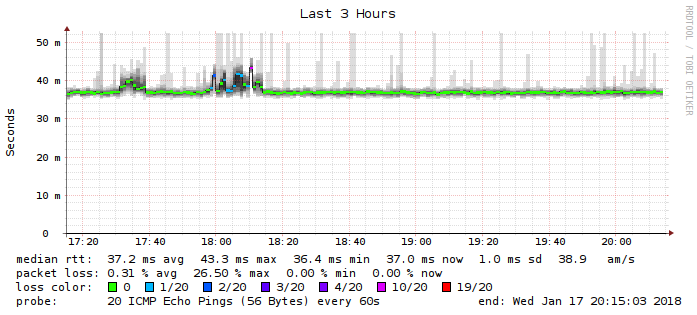 Last 3 Hours
RRDTOOL / TOBI OETIKER
Seconds
50 m
40 m
30 m
20 m
10 m
0
17:20 17:40 18:00 18:20 18:40 19:00 19:20 19:40 20:00
median rtt: 37.2 ms avg 43.3 ms max 36.4 ms min 37.0 ms now 1.0 ms sd 38.9 am/s
packet loss: 0.31 % avg 26.50 % max 0.00 % min 0.00 % now
loss color: 0 1/20 2/20 3/20 4/20 10/20 19/20
probe: 20 ICMP Echo Pings (56 Bytes) every 60s end: Wed Jan 17 20:15:03 2018